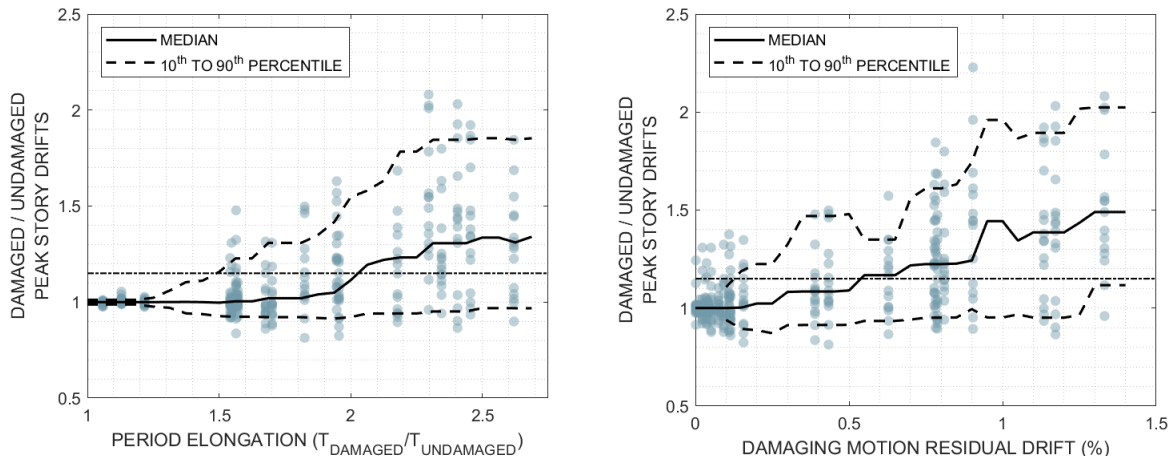 DAMAGED / UNDAMAGED
PEAK STORY DRIFTS
2.5
2
1.5
1
0.5
MEDIAN
10th TO 90th PERCENTILE
1
1.5
2
2.5
PERIOD ELONGATION (TDAMAGED/TUNDAMAGED)
DAMAGED / UNDAMAGED
PEAK STORY DRIFTS
2.5
2
1.5
1
0.5
MEDIAN
10th TO 90th PERCENTILE
0
0.5
1
1.5
DAMAGING MOTION RESIDUAL DRIFT (%)